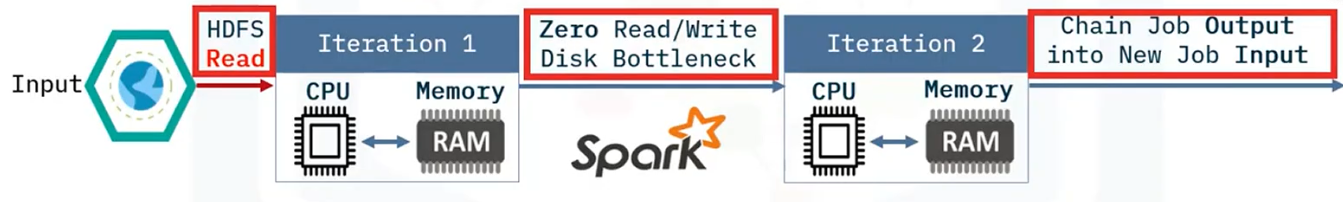 Input
HDFS
Read
Iteration 1
CPU
Memory
RAM
Zero Read/Write
Disk Bottleneck
Spark
Iteration 2
CPU
Memory
RAM
Chain Job Output
into New Job Input